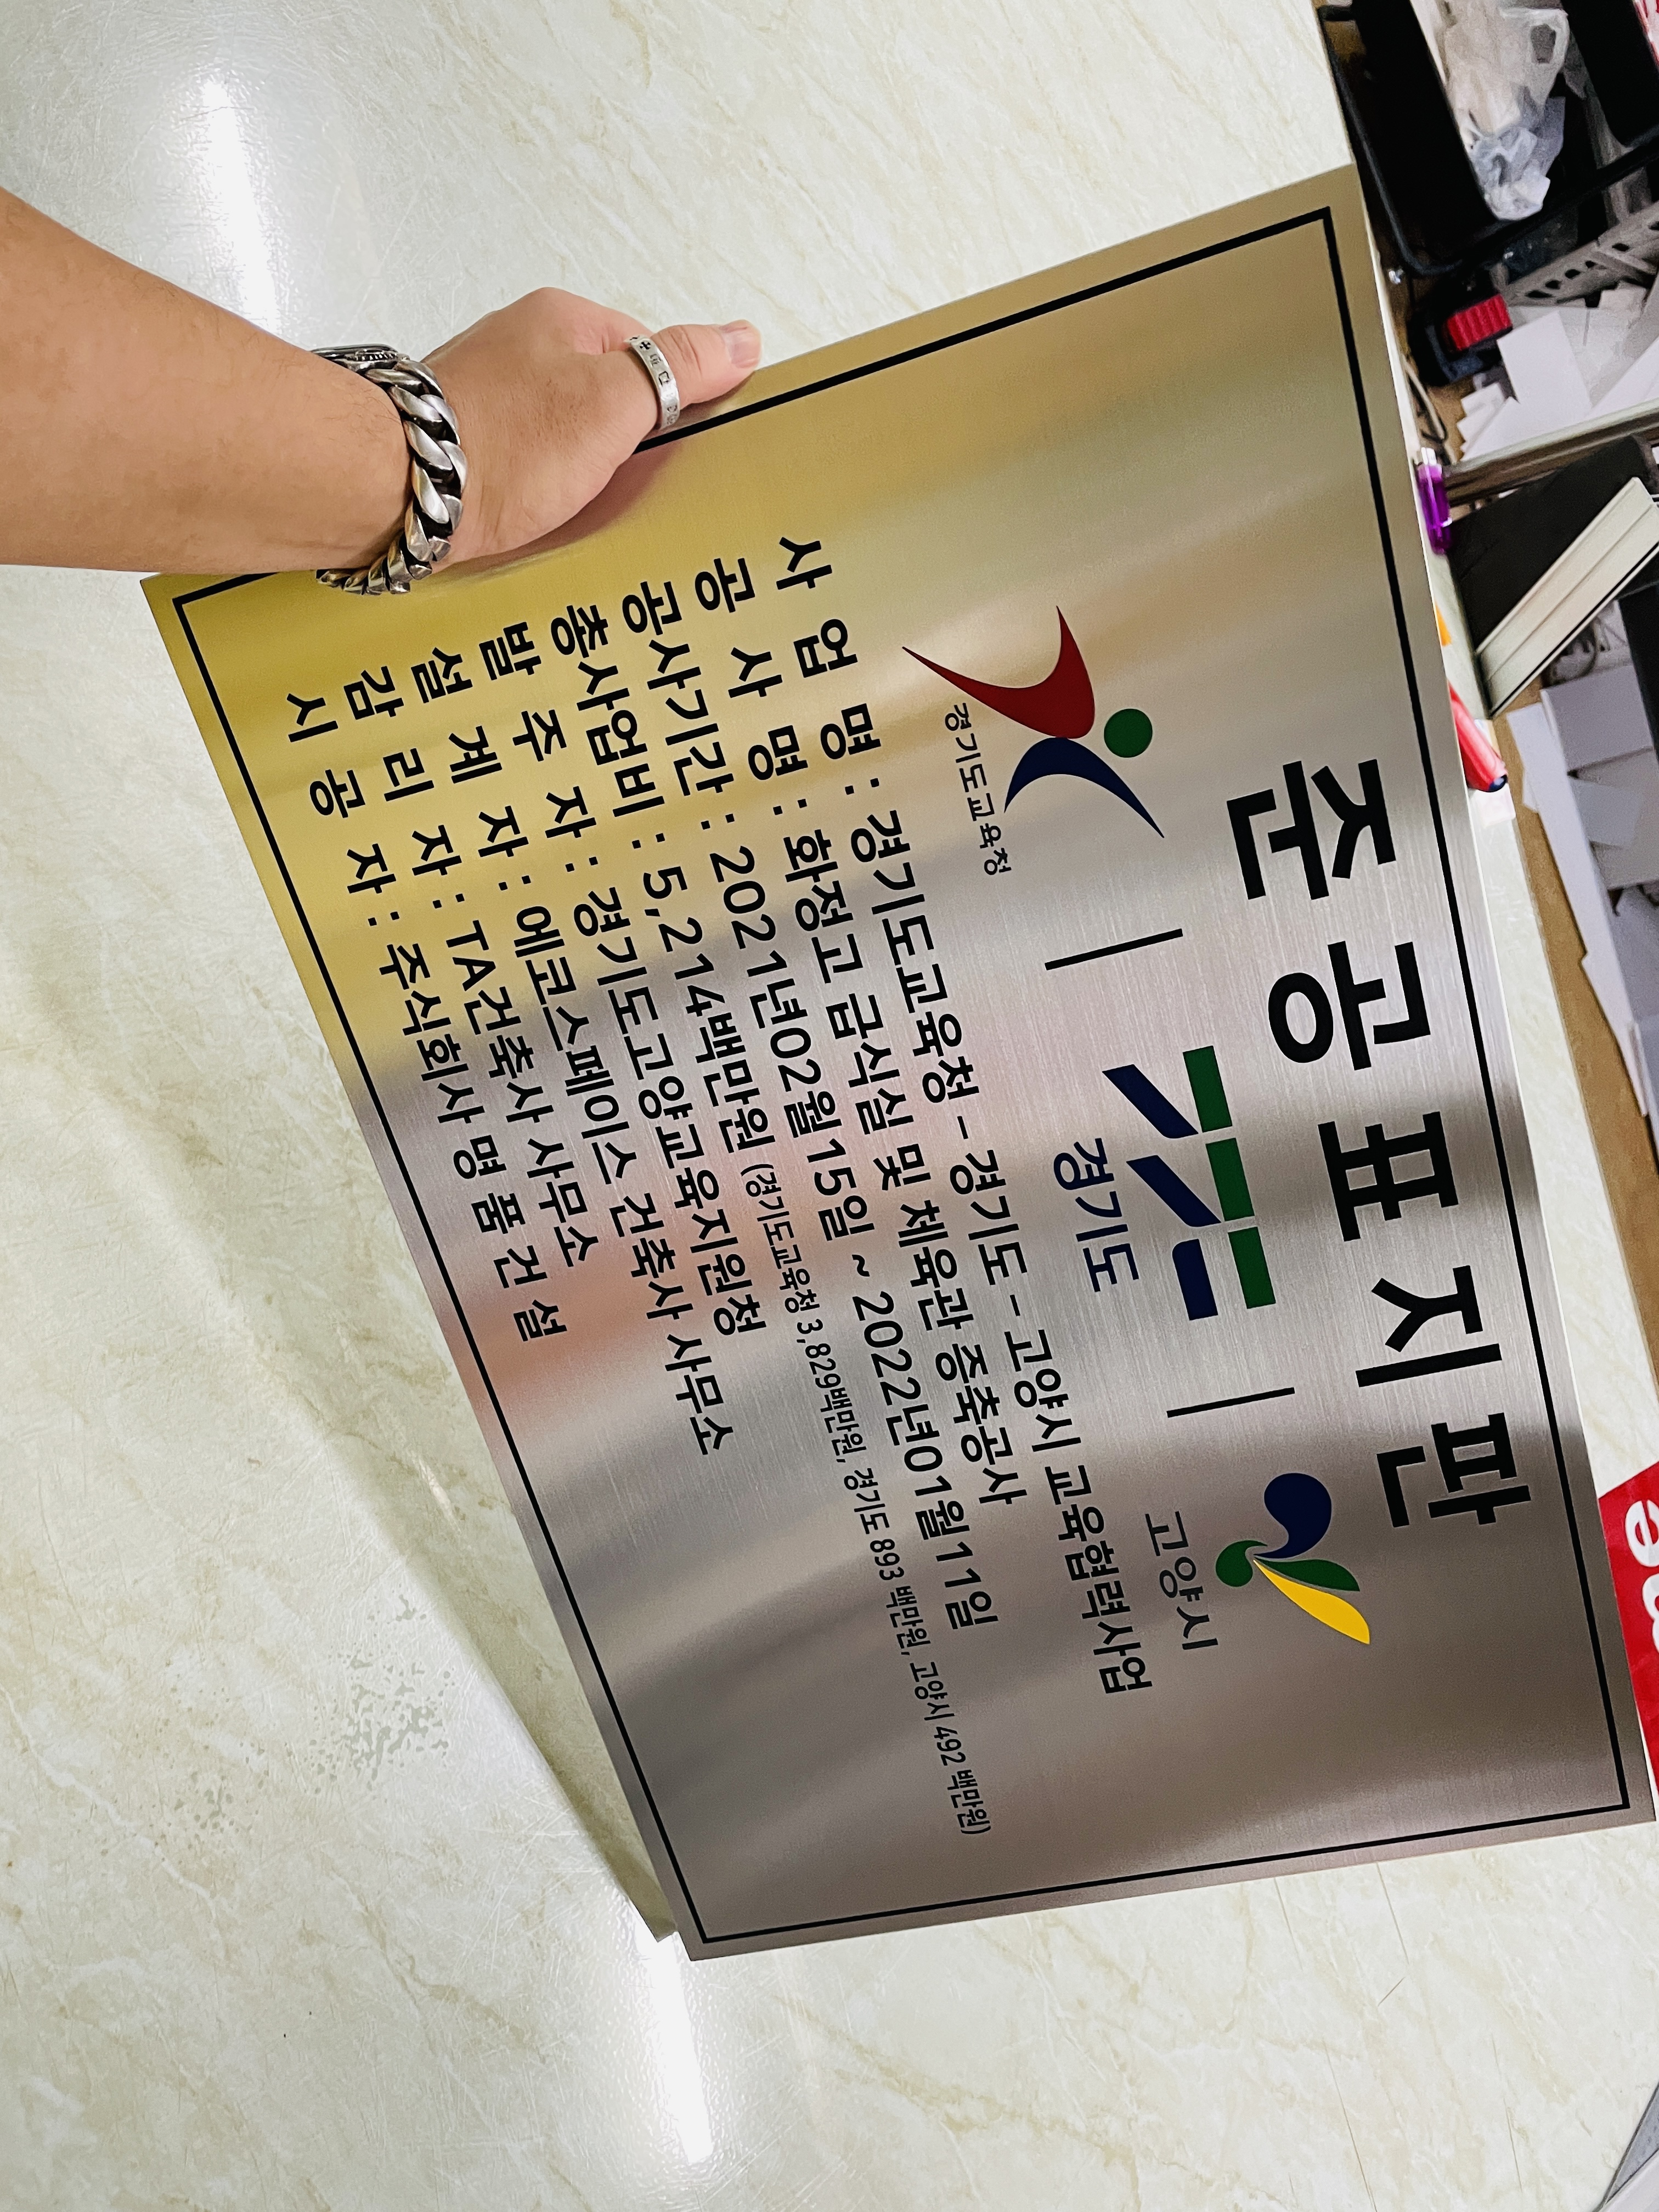 준공표지판
경기도교육청 | 경기도 | 고양시
사 업 명 : 경기도교육청 - 경기도 - 고양시 교육협력사업
공 사 명 : 화정고 급식실 및 체육관 증축공사
공사기간 : 2021년02월15일 ~ 2022년01월11일
총사업비 : 5,214백만원 (경기도교육청 3,829백만원, 경기도 893 백만원, 고양시 492 백만원)
발 주 자 : 경기도고양교육지원청
설 계 자 : 에코스페이스 건축사 사무소
감 리 자 : TA건축사 사무소
시 공 자 : 주식회사 명 품 건 설